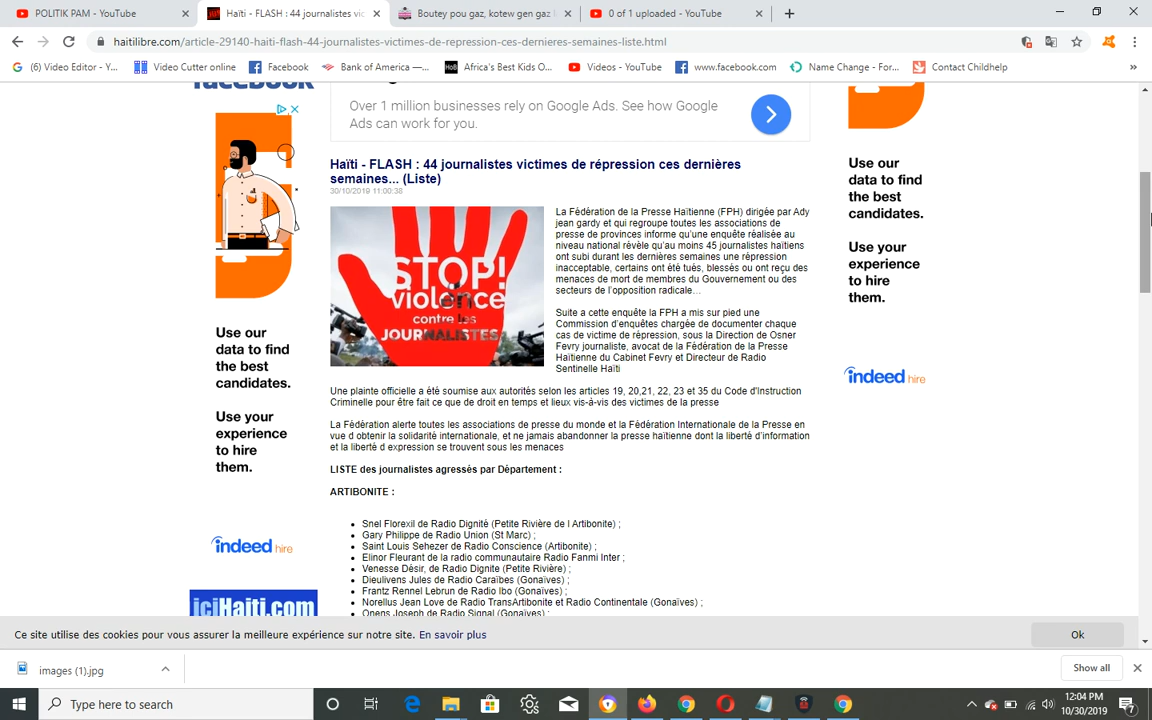 POLITIK PAM - YouTube
Haïti - FLASH : 44 journalistes vic
Boutey pou gaz, kotew gen gaz
0 of 1 uploaded - YouTube
haitilibre.com/article-29140-haiti-flash-44-journalistes-victimes-de-repression-ces-dernieres-semaines-liste.html
(6) Video Editor - Y...
Video Cutter online
Facebook
Bank of America —...
Africa's Best Kids O...
Videos - YouTube
www.facebook.com
Name Change - For...
Contact Childhelp
facebook
Over 1 million businesses rely on Google Ads. See how Google
Ads can work for you.
Haïti - FLASH : 44 journalistes victimes de répression ces dernières
semaines... (Liste)
30/10/2019 11:00:38
STOP!
violence
contre les
JOURNALISTES
en
La Fédération de la Presse Haïtienne (FPH) dirigée par Ady
jean gardy et qui regroupe toutes les associations de
presse de provinces informe qu'une enquête réalisée au
niveau national révèle qu'au moins 45 journalistes haïtiens
ont subi durant les dernières semaines une répression
inacceptable, certains ont été tués, blessés ou ont reçu des
menaces de mort de membres du Gouvernement ou des
secteurs de l'opposition radicale...
Suite a cette enquête la FPH a mis sur pied une
Commission d'enquêtes chargée de documenter chaque
cas de victime de répression, sous la Direction de Osner
Fevry journaliste, avocat de la Fédération de la Presse
Haïtienne du Cabinet Fevry et Directeur de Radio
Sentinelle Haïti
Une plainte officielle a été soumise aux autorités selon les articles 19, 20,21, 22, 23 et 35 du Code d'Instruction
Criminelle pour être fait ce que de droit en temps et lieux vis-à-vis des victimes de la presse
La Fédération alerte toutes les associations de presse du monde et la Fédération Internationale de la Presse en
vue d obtenir la solidarité internationale, et ne jamais abandonner la presse haïtienne dont la liberté d'information
et la liberté d expression se trouvent sous les menaces
LISTE des journalistes agressés par Département :
ARTIBONITE :
Snel Florexil de Radio Dignité (Petite Rivière de l Artibonite) ;
Gary Philippe de Radio Union (St Marc) ;
Saint Louis Sehezer de Radio Conscience (Artibonite) ;
Elinor Fleurant de la radio communautaire Radio Fanmi Inter ;
Venesse Désir, de Radio Dignite (Petite Rivière) ;
Dieulivens Jules de Radio Caraïbes (Gonaïves) ;
Frantz Rennel Lebrun de Radio Ibo (Gonaïves) ;
Norellus Jean Love de Radio TransArtibonite et Radio Continentale (Gonaïves) ;
Onens Joseph de Radio Signal (Gonaïves) ;
Use our
data to find
the best
candidates.
Use your
experience
to hire
them.
indeed hire
iciHaiti.com
Use our
data to find
the best
candidates.
Use your
experience
to hire
them.
indeed hire
Ce site utilise des cookies pour vous assurer la meilleure expérience sur notre site. En savoir plus
Ok
images (1).jpg
Show all
Type here to search
12:04 PM
10/30/2019
7